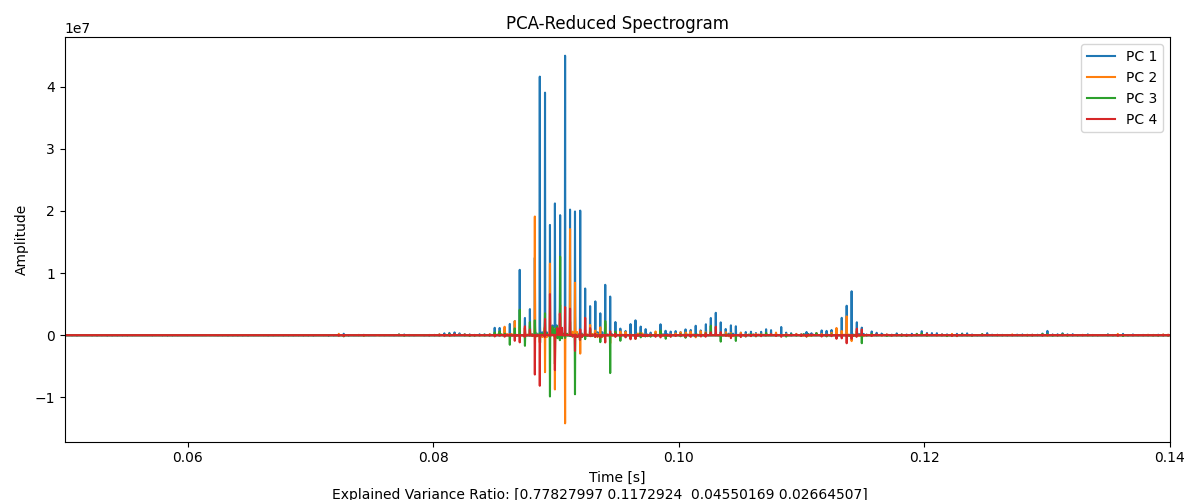 PCA-Reduced Spectrogram
1e7
PC 1
PC 2
PC 3
PC 4
4
3
2
1
0
−1
Amplitude
0.06 0.08 0.10 0.12 0.14
Time [s]
Explained Variance Ratio: [0.77827997 0.1172924  0.04550169 0.02664507]